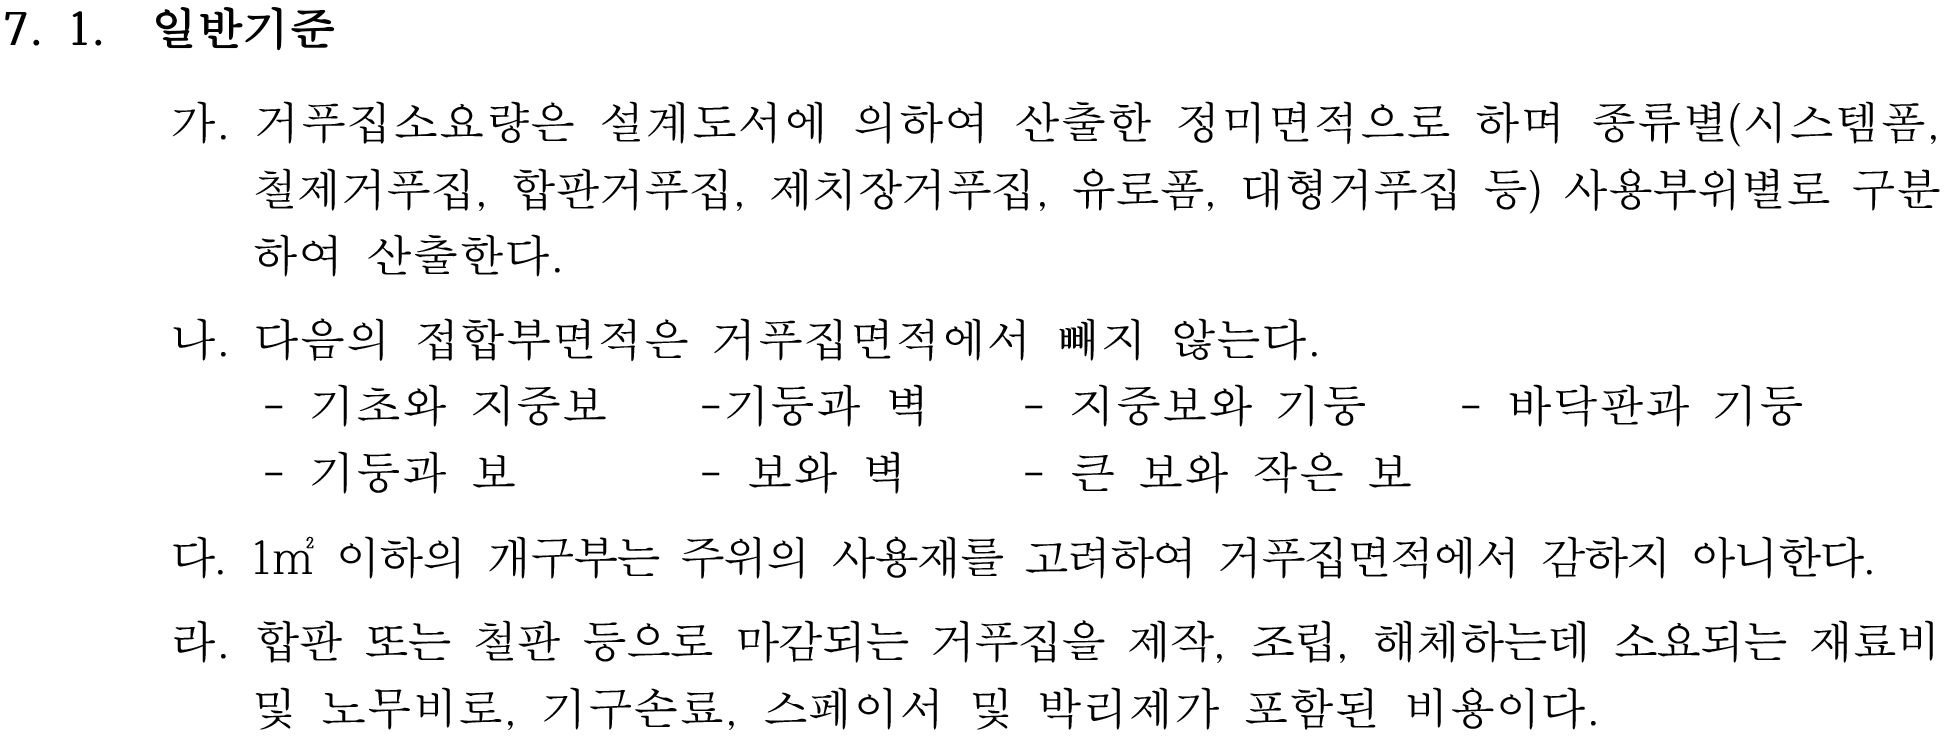 7. 1. 일반기준
가. 거푸집소요량은 설계도서에 의하여 산출한 정미면적으로 하며 종류별(시스템폼,
철제거푸집, 합판거푸집, 제치장거푸집, 유로폼, 대형거푸집 등) 사용부위별로 구분
하여 산출한다.
나. 다음의 접합부면적은 거푸집면적에서 빼지 않는다.
- 기초와 지중보 -기둥과 벽 - 지중보와 기둥 - 바닥판과 기둥
- 기둥과 보 - 보와 벽 - 큰 보와 작은 보
다. 1㎡ 이하의 개구부는 주위의 사용재를 고려하여 거푸집면적에서 감하지 아니한다.
라. 합판 또는 철판 등으로 마감되는 거푸집을 제작, 조립, 해체하는데 소요되는 재료비
및 노무비로, 기구손료, 스페이서 및 박리제가 포함된 비용이다.